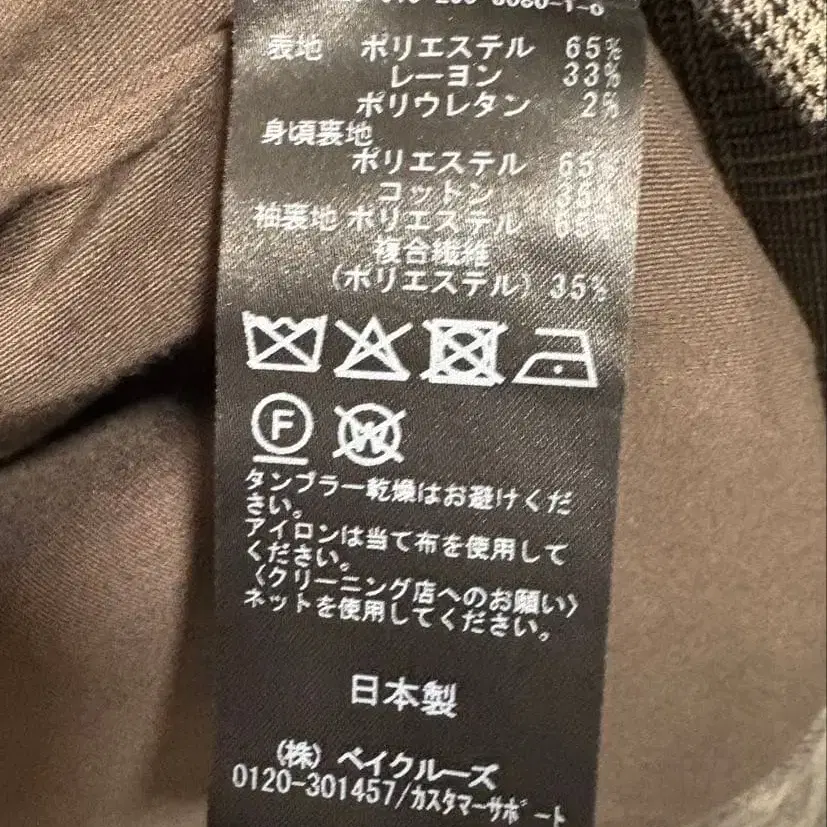 表地 ポリエステル 65%
レーヨン 33%
ポリウレタン 2%
身頃裏地
ポリエステル 65%
コットン 35%
袖裏地 ポリエステル 65%
複合繊維
(ポリエステル) 35%
F
W
タンブラー乾燥はお避けくだ
さい。
アイロンは当て布を使用して
ください。
〈クリーニング店へのお願い〉
ネットを使用してください。
日本製
(株) ベイクルーズ
0120-301457/カスタマーサポート